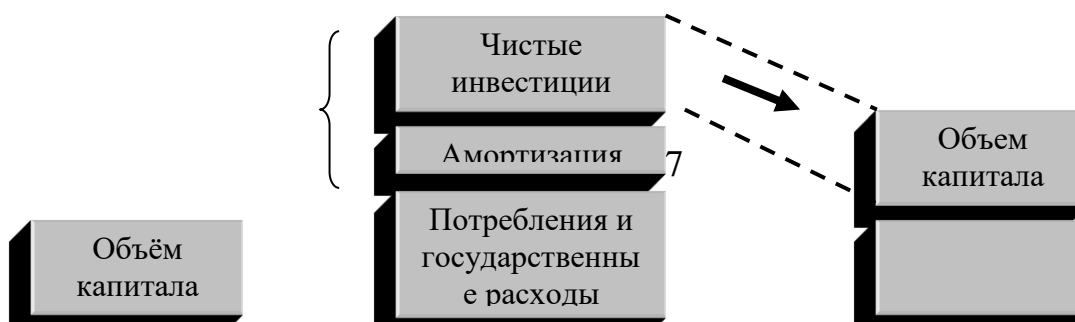 Чистые
инвестиции
Амортизация
7
Объем
капитала
Потребления и
государственны
е расходы
Объём
капитала